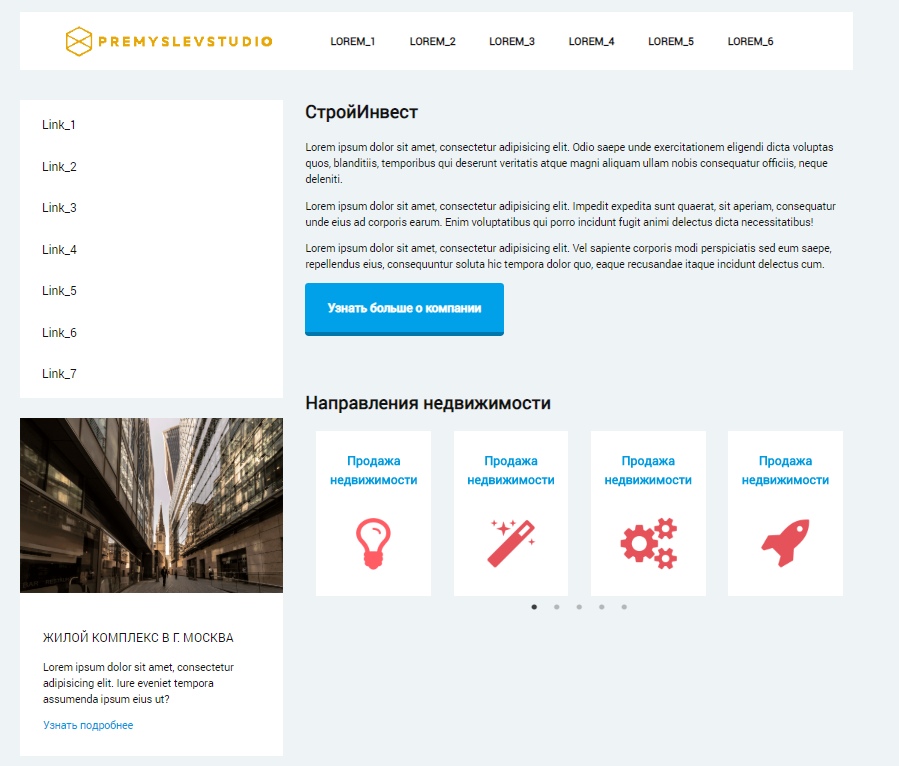 PREMYSLEVSTUDIO
LOREM_1 LOREM_2 LOREM_3 LOREM_4 LOREM_5 LOREM_6
Link_1
Link_2
Link_3
Link_4
Link_5
Link_6
Link_7
ЖИЛОЙ КОМПЛЕКС В Г. МОСКВА
Lorem ipsum dolor sit amet, consectetur
adipisicing elit. Iure eveniet tempora
assumenda ipsum eius ut?
Узнать подробнее
СтройИнвест
Lorem ipsum dolor sit amet, consectetur adipisicing elit. Odio saepe unde exercitationem eligendi dicta voluptas
quos, blanditiis, temporibus qui deserunt veritatis atque magni aliquam ullam nobis consequatur officiis, neque
deleniti.
Lorem ipsum dolor sit amet, consectetur adipisicing elit. Impedit expedita sunt quaerat, sit aperiam, consequatur
unde eius ad corporis earum. Enim voluptatibus qui porro incidunt fugit animi delectus dicta necessitatibus!
Lorem ipsum dolor sit amet, consectetur adipisicing elit. Vel sapiente corporis modi perspiciatis sed eum saepe,
repellendus eius, consequuntur soluta hic tempora dolor quo, eaque recusandae itaque incidunt delectus cum.
Узнать больше о компании
Направления недвижимости
Продажа
недвижимости
Продажа
недвижимости
Продажа
недвижимости
Продажа
недвижимости